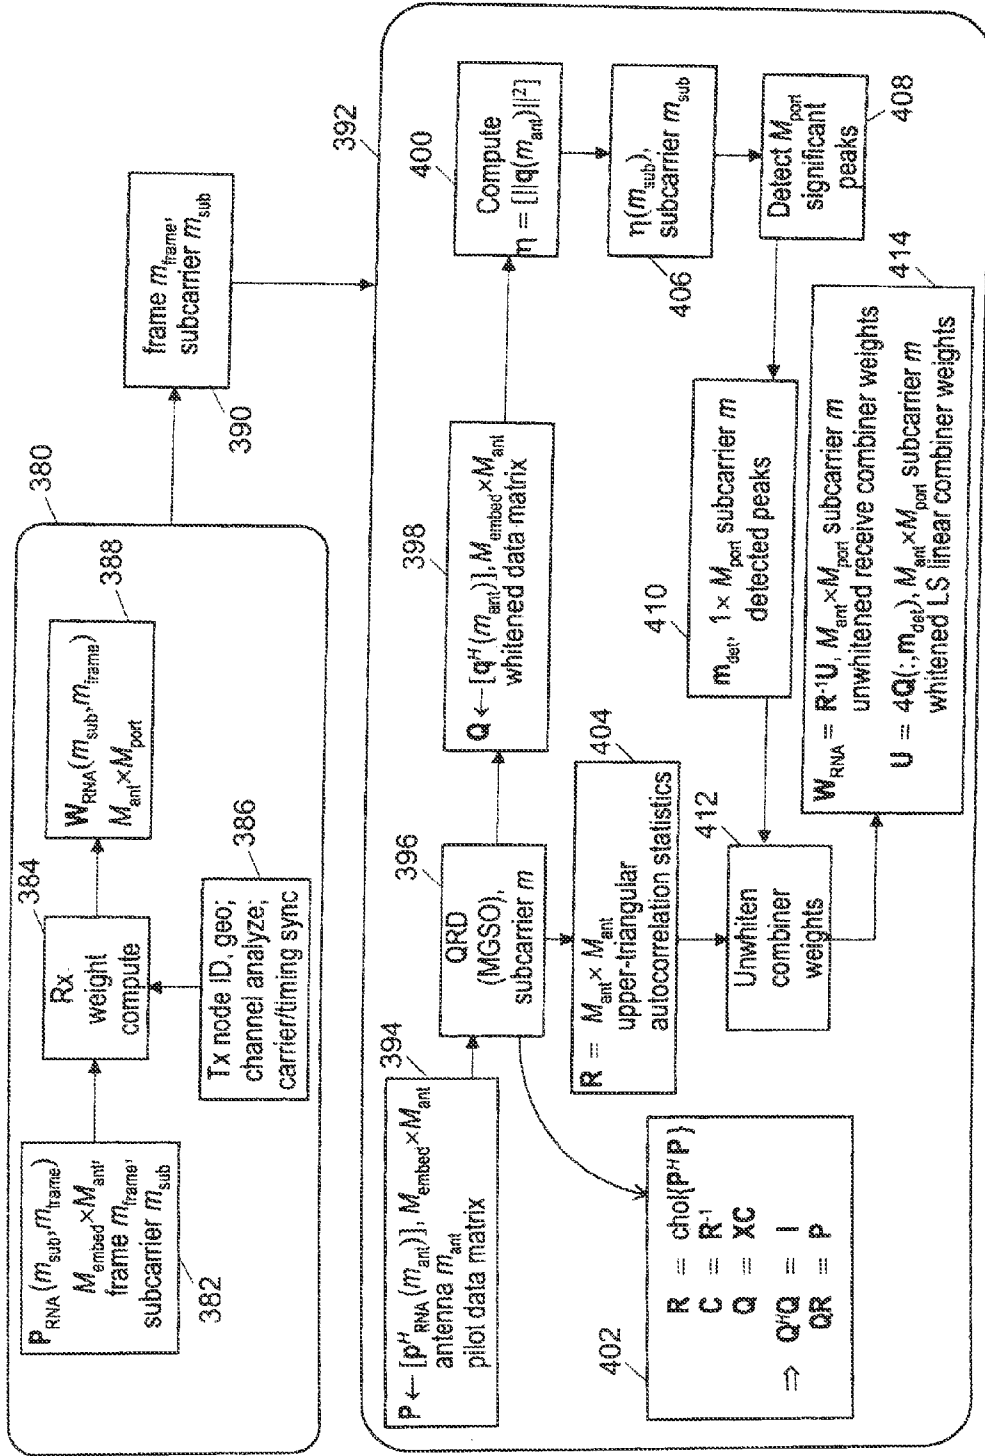 380
P_RNA(m_sub, m_frame)
M_embed×M_ant,
frame m_frame,
subcarrier m_sub
382
Rx
weight
compute
384
W_RNA(m_sub, m_frame)
M_ant×M_port
388
Tx node ID, geo;
channel analyze;
carrier/timing sync
386
frame m_frame,
subcarrier m_sub
390
392
P ← [p^H_RNA(m_ant)], M_embed×M_ant
antenna m_ant
pilot data matrix
394
QRD
(MGSO),
subcarrier m
396
Q ← [q^H(m_ant)], M_embed×M_ant
whitened data matrix
398
Compute
η = [||q(m_ant)||²]
400
R = chol{P^H P}
C = R^-1
Q = XC
⇒ Q^H Q = I
QR = P
402
R = M_ant × M_ant
upper-triangular
autocorrelation statistics
404
η(m_sub),
subcarrier m_sub
406
Detect M_port
significant
peaks
408
m_det, 1× M_port subcarrier m
detected peaks
410
Unwhiten
combiner
weights
412
W_RNA = R^-1 U, M_ant×M_port subcarrier m
unwhitened receive combiner weights
U = 4Q(:,m_det), M_ant×M_port subcarrier m
whitened LS linear combiner weights
414